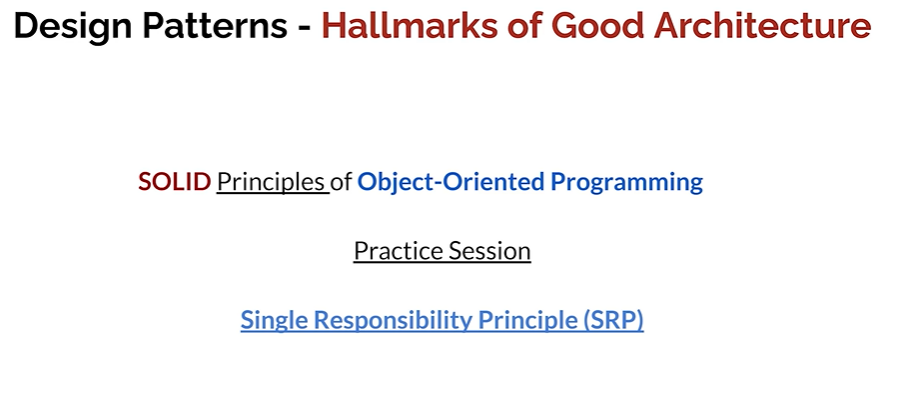 Design Patterns - Hallmarks of Good Architecture
SOLID Principles of Object-Oriented Programming
Practice Session
Single Responsibility Principle (SRP)